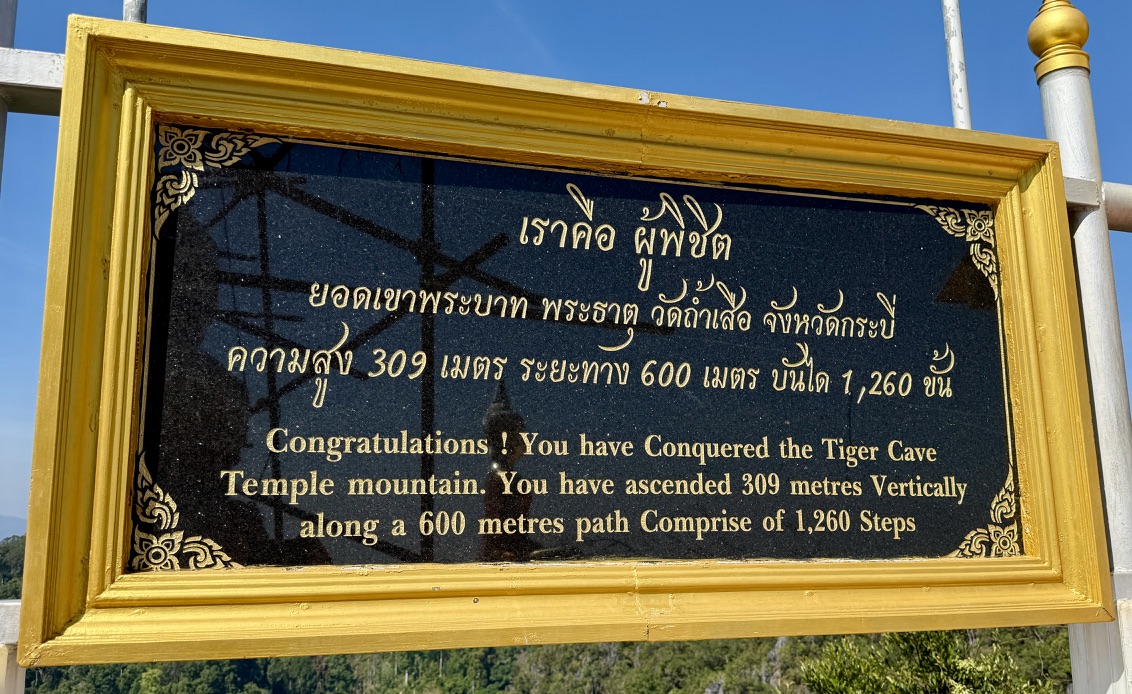 เราคือ ผู้พิชิต
ยอดเขาพระบาท พระธาตุ วัดถ้ำเสือ จังหวัดกระบี่
ความสูง 309 เมตร ระยะทาง 600 เมตร บันได 1,260 ขั้น
Congratulations ! You have Conquered the Tiger Cave
Temple mountain. You have ascended 309 metres Vertically
along a 600 metres path Comprise of 1,260 Steps